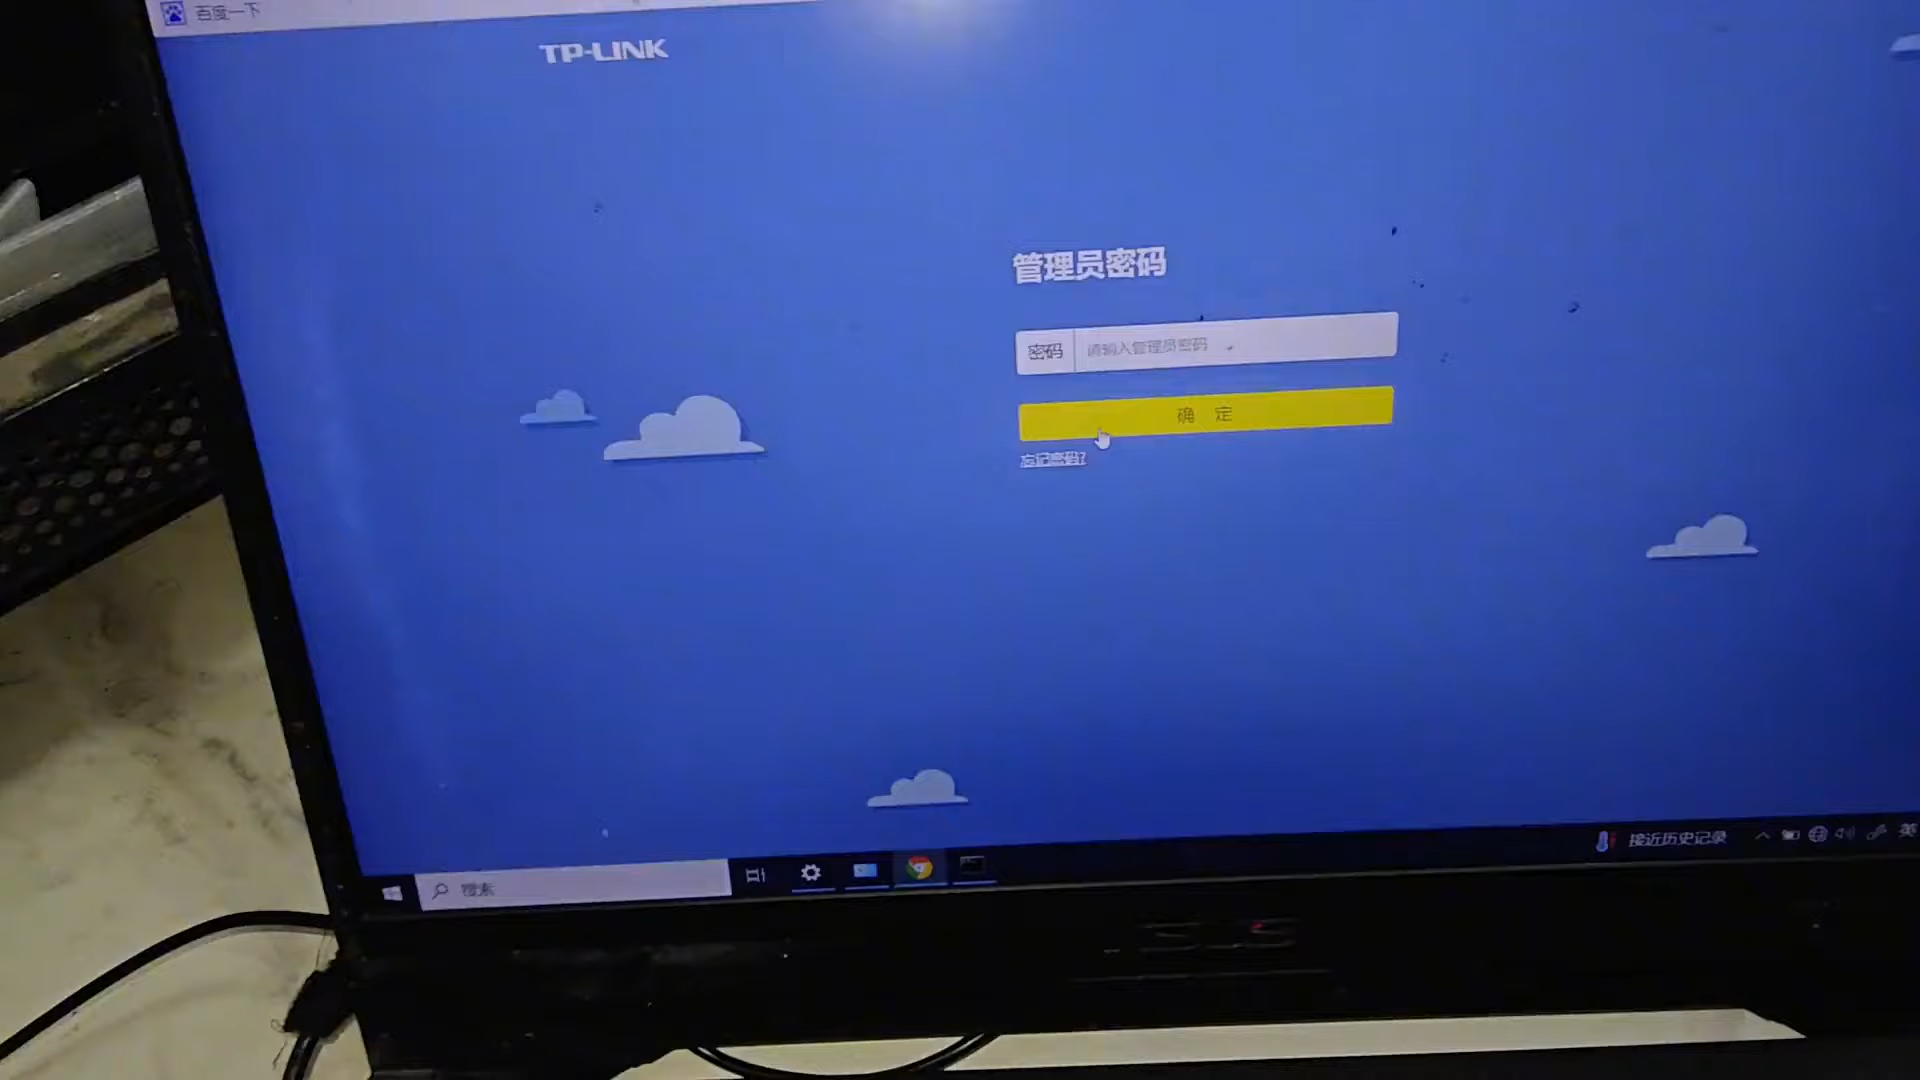 百度一下
TP-LINK
管理员密码
密码 请输入管理员密码
确 定
忘记密码?
搜索
接近历史记录
英